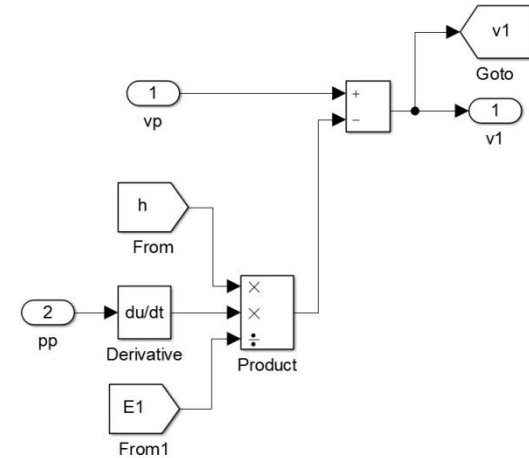 v1
Goto
1
vp
+
−
1
v1
h
From
2
pp
du/dt
Derivative
×
×
÷
Product
E1
From1